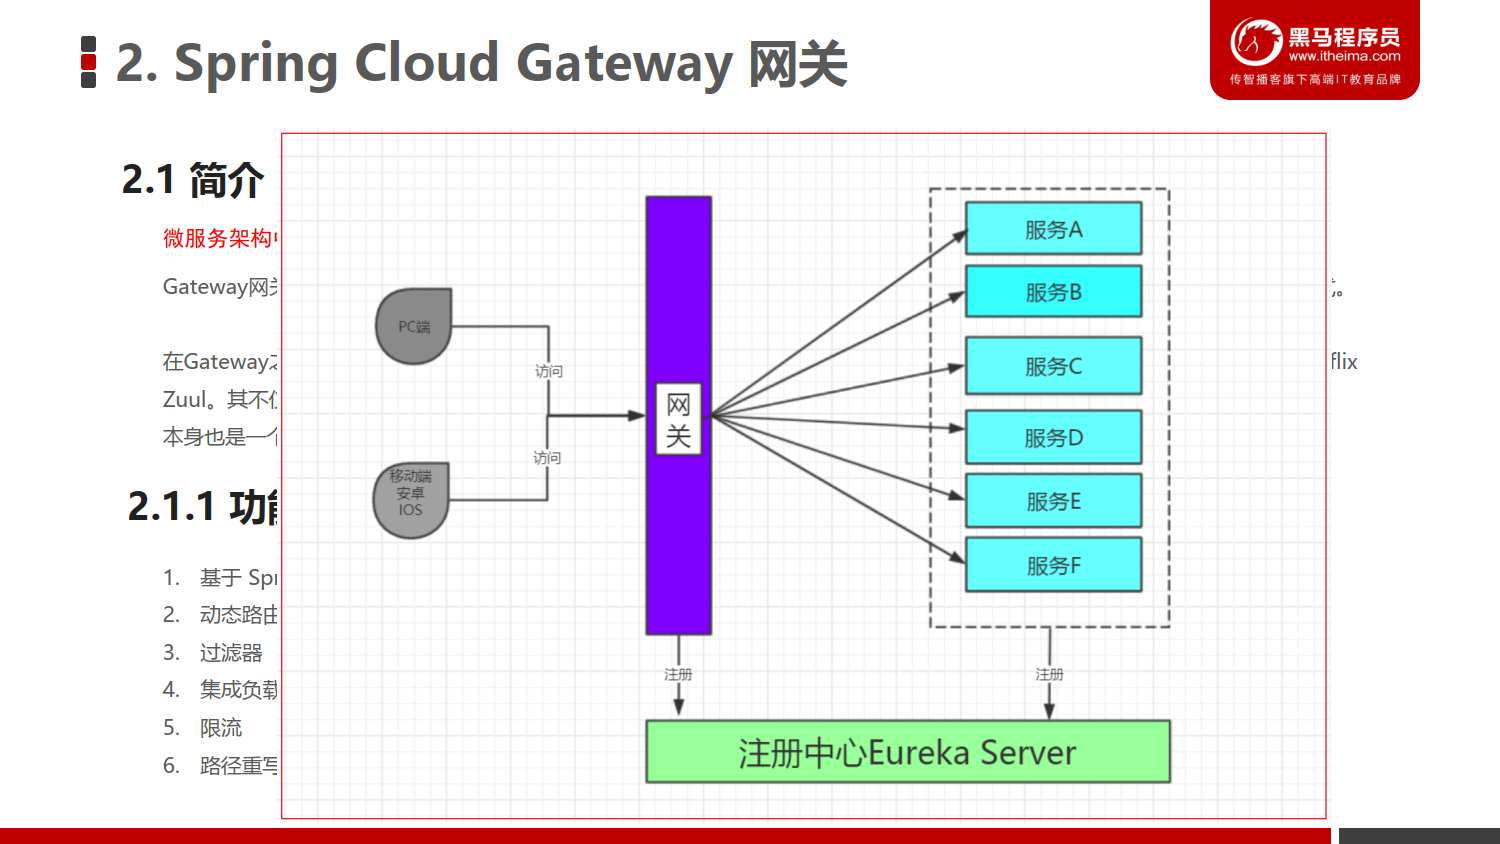 2. Spring Cloud Gateway 网关
黑马程序员
www.itheima.com
传智播客旗下高端IT教育品牌
2.1 简介
微服务架构
Gateway网
在Gateway
flix
Zuul。其不
本身也是一
2.1.1 功
1. 基于 Sp
2. 动态路由
3. 过滤器
4. 集成负载
5. 限流
6. 路径重写
PC端
访问
移动端
安卓
IOS
访问
网
关
服务A
服务B
服务C
服务D
服务E
服务F
注册
注册
注册中心Eureka Server